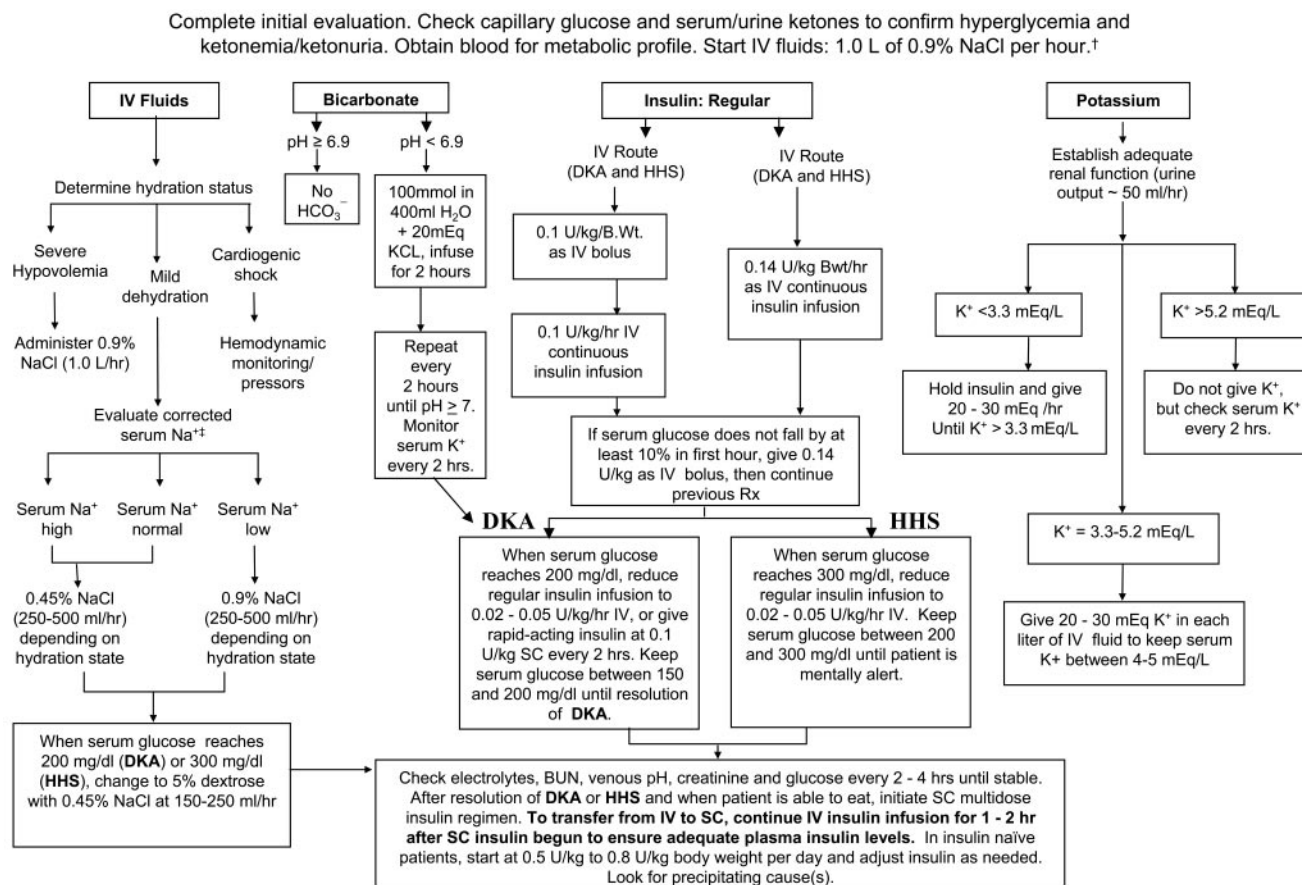 Complete initial evaluation. Check capillary glucose and serum/urine ketones to confirm hyperglycemia and
ketonemia/ketonuria. Obtain blood for metabolic profile. Start IV fluids: 1.0 L of 0.9% NaCl per hour.†
IV Fluids
Determine hydration status
Severe
Hypovolemia
Mild
dehydration
Cardiogenic
shock
Administer 0.9%
NaCl (1.0 L/hr)
Hemodynamic
monitoring/
pressors
Evaluate corrected
serum Na⁺‡
Serum Na⁺
high
Serum Na⁺
normal
Serum Na⁺
low
0.45% NaCl
(250-500 ml/hr)
depending on
hydration state
0.9% NaCl
(250-500 ml/hr)
depending on
hydration state
When serum glucose reaches
200 mg/dl (DKA) or 300 mg/dl
(HHS), change to 5% dextrose
with 0.45% NaCl at 150-250 ml/hr
Bicarbonate
pH ≥ 6.9
pH < 6.9
No
HCO₃⁻
100mmol in
400ml H₂O
+ 20mEq
KCL, infuse
for 2 hours
Repeat
every
2 hours
until pH ≥ 7.
Monitor
serum K⁺
every 2 hrs.
Insulin: Regular
IV Route
(DKA and HHS)
IV Route
(DKA and HHS)
0.1 U/kg/B.Wt.
as IV bolus
0.14 U/kg Bwt/hr
as IV continuous
insulin infusion
0.1 U/kg/hr IV
continuous
insulin infusion
If serum glucose does not fall by at
least 10% in first hour, give 0.14
U/kg as IV bolus, then continue
previous Rx
DKA
HHS
When serum glucose
reaches 200 mg/dl, reduce
regular insulin infusion to
0.02 - 0.05 U/kg/hr IV, or give
rapid-acting insulin at 0.1
U/kg SC every 2 hrs. Keep
serum glucose between 150
and 200 mg/dl until resolution
of DKA.
When serum glucose
reaches 300 mg/dl, reduce
regular insulin infusion to
0.02 - 0.05 U/kg/hr IV. Keep
serum glucose between 200
and 300 mg/dl until patient is
mentally alert.
Potassium
Establish adequate
renal function (urine
output ~ 50 ml/hr)
K⁺ <3.3 mEq/L
K⁺ >5.2 mEq/L
Hold insulin and give
20 - 30 mEq /hr
Until K⁺ > 3.3 mEq/L
Do not give K⁺,
but check serum K⁺
every 2 hrs.
K⁺ = 3.3-5.2 mEq/L
Give 20 - 30 mEq K⁺ in each
liter of IV fluid to keep serum
K+ between 4-5 mEq/L
Check electrolytes, BUN, venous pH, creatinine and glucose every 2 - 4 hrs until stable.
After resolution of DKA or HHS and when patient is able to eat, initiate SC multidose
insulin regimen. To transfer from IV to SC, continue IV insulin infusion for 1 - 2 hr
after SC insulin begun to ensure adequate plasma insulin levels. In insulin naïve
patients, start at 0.5 U/kg to 0.8 U/kg body weight per day and adjust insulin as needed.
Look for precipitating cause(s).